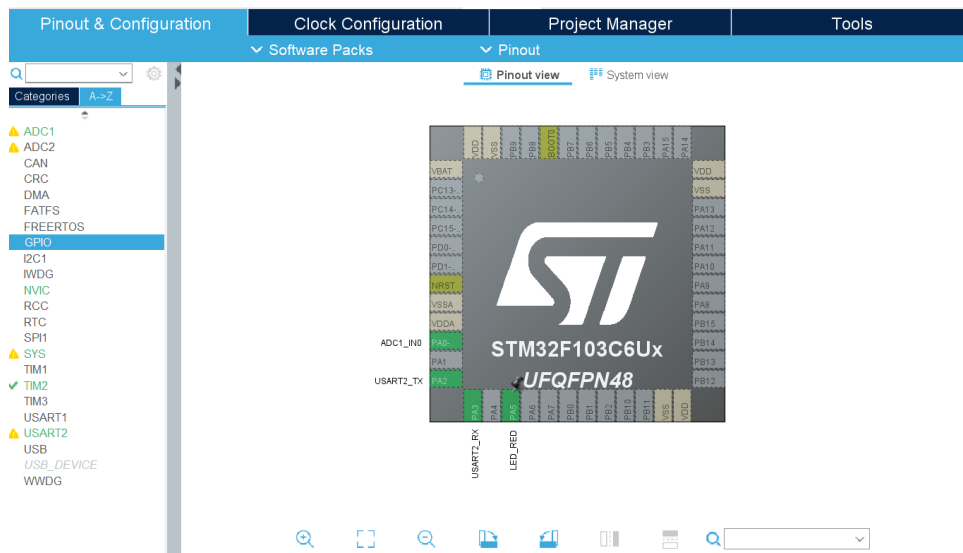 Pinout & Configuration Clock Configuration Project Manager Tools
Software Packs Pinout
Pinout view System view
Categories A->Z
ADC1
ADC2
CAN
CRC
DMA
FATFS
FREERTOS
GPIO
I2C1
IWDG
NVIC
RCC
RTC
SPI1
SYS
TIM1
TIM2
TIM3
USART1
USART2
USB
USB_DEVICE
WWDG
VDD VSS PB9 PB8 BOOT0 PB7 PB6 PB5 PB4 PB3 PA15 PA14
VBAT
PC13-..
PC14-..
PC15-..
PD0-..
PD1-..
NRST
VSSA
VDDA
ADC1_IN0 PA0-..
PA1
USART2_TX PA2
VDD
VSS
PA13
PA12
PA11
PA10
PA9
PA8
PB15
PB14
PB13
PB12
ST
STM32F103C6Ux
UFQFPN48
PA3 PA4 PA5 PA6 PA7 PB0 PB1 PB2 PB10 PB11 VSS VDD
USART2_RX LED_RED